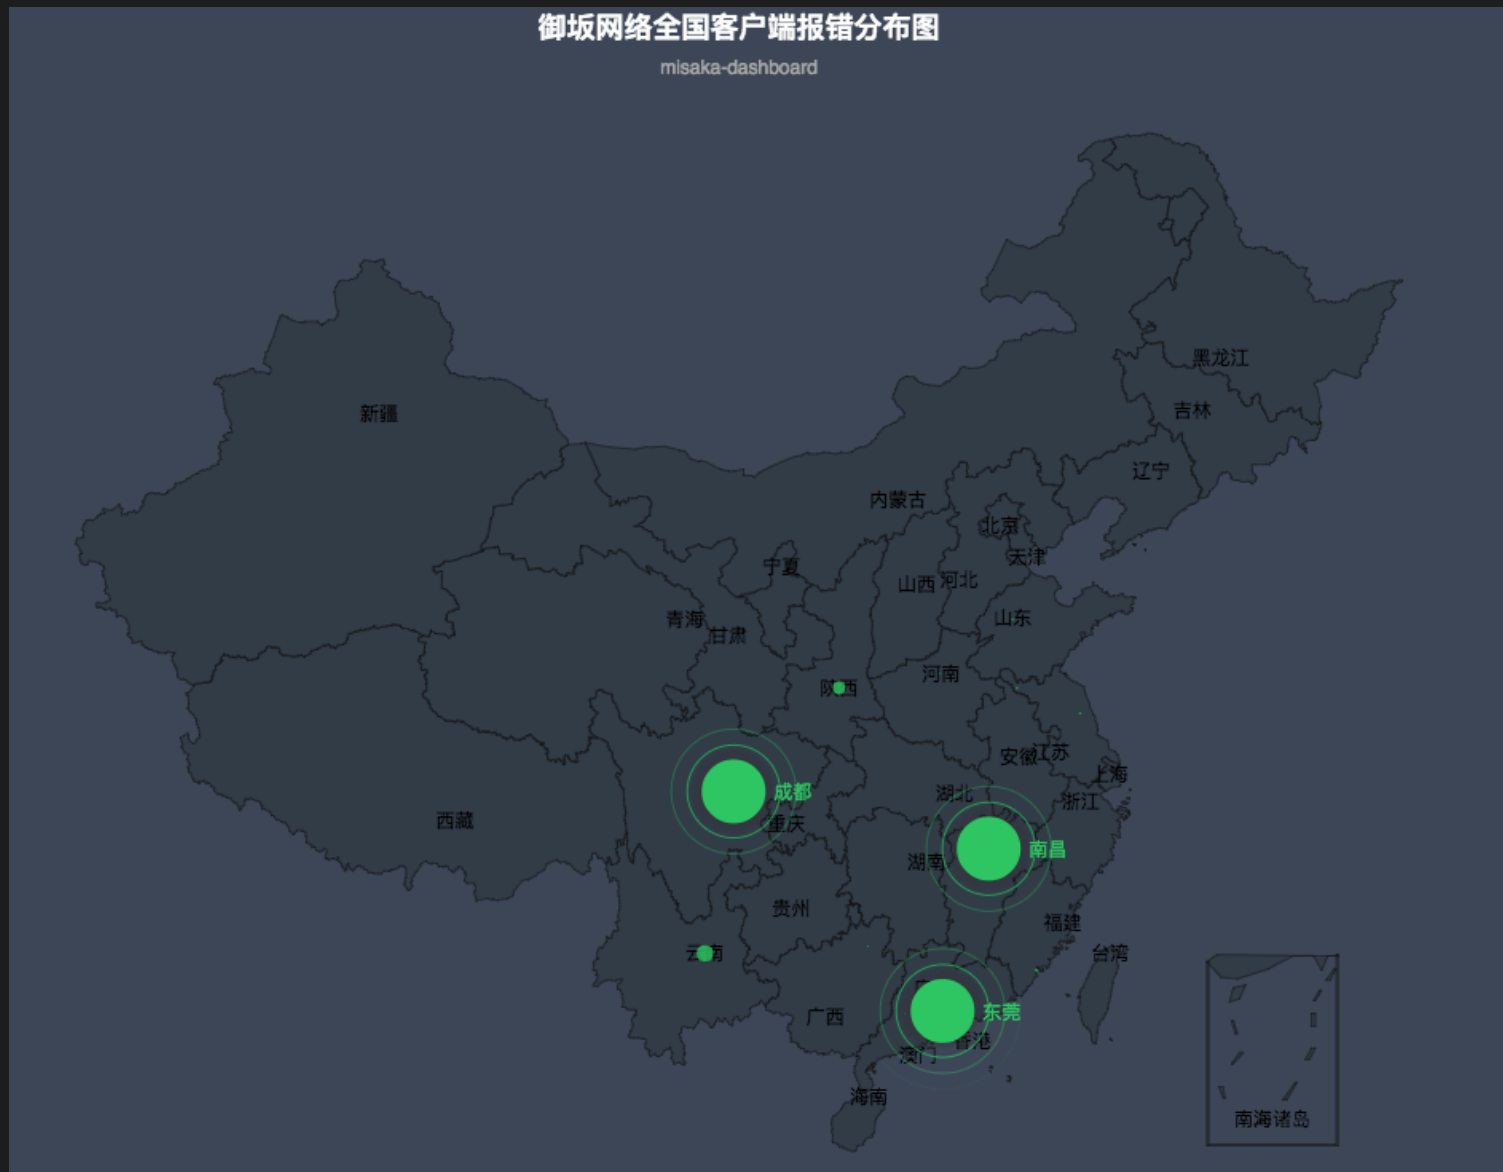 御坂网络全国客户端报错分布图
misaka-dashboard
黑龙江
吉林
新疆
辽宁
内蒙古
北京
天津
宁夏
山西
河北
青海
山东
甘肃
河南
陕西
安徽
江苏
上海
成都
湖北
浙江
西藏
重庆
南昌
湖南
贵州
福建
云南
台湾
东莞
广西
香港
澳门
海南
南海诸岛